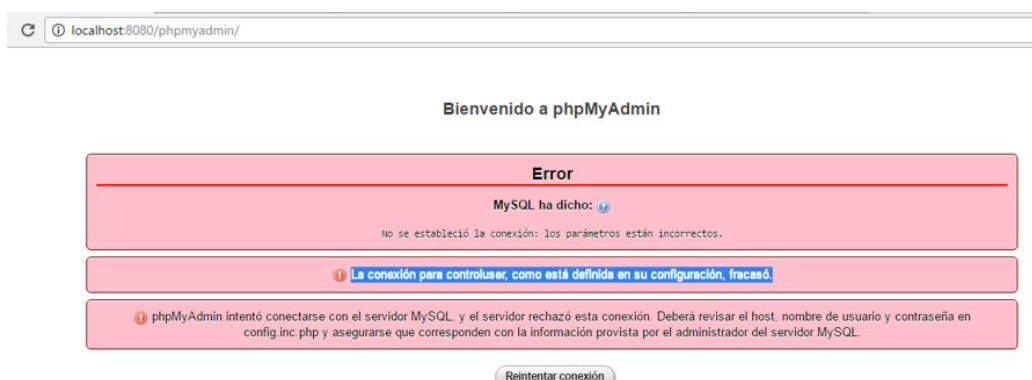 localhost:8080/phpmyadmin/
Bienvenido a phpMyAdmin
Error
MySQL ha dicho:
No se estableció la conexión: los parámetros están incorrectos.
La conexión para controluser, como está definida en su configuración, fracasó.
phpMyAdmin intentó conectarse con el servidor MySQL, y el servidor rechazó esta conexión. Deberá revisar el host, nombre de usuario y contraseña en
config.inc.php y asegurarse que corresponden con la información provista por el administrador del servidor MySQL.
Reintentar conexión